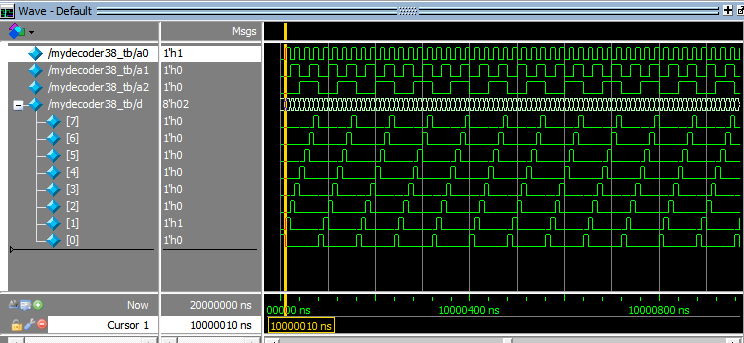 Wave - Default
Msgs
/mydecoder38_tb/a0 1'h1
/mydecoder38_tb/a1 1'h0
/mydecoder38_tb/a2 1'h0
/mydecoder38_tb/d 8'h02
[7] 1'h0
[6] 1'h0
[5] 1'h0
[4] 1'h0
[3] 1'h0
[2] 1'h0
[1] 1'h1
[0] 1'h0
Now 20000000 ns 00000 ns 10000400 ns 10000800 ns
Cursor 1 10000010 ns 10000010 ns